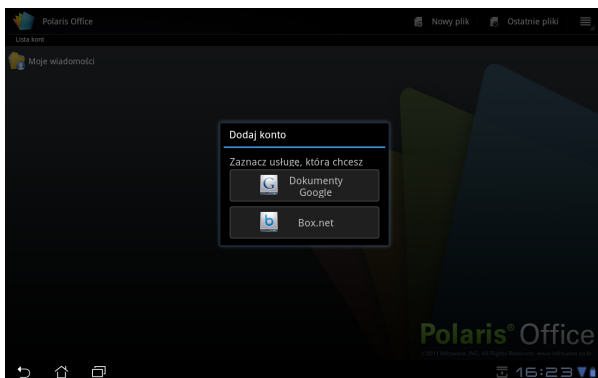 Polaris Office
Nowy plik
Ostatnie pliki
Lista kont
Moje wiadomości
Dodaj konto
Zaznacz usługę, którą chcesz
Dokumenty
Google
Box.net
Polaris® Office
16:23